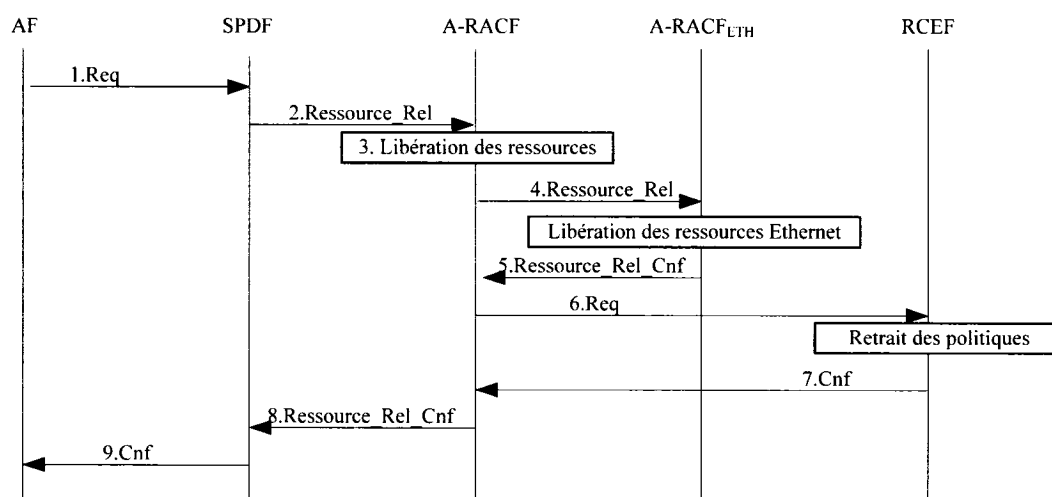 AF
SPDF
A-RACF
A-RACF_ETH
RCEF
1.Req
2.Ressource_Rel
3. Libération des ressources
4.Ressource_Rel
Libération des ressources Ethernet
5.Ressource_Rel_Cnf
6.Req
Retrait des politiques
7.Cnf
8.Ressource_Rel_Cnf
9.Cnf